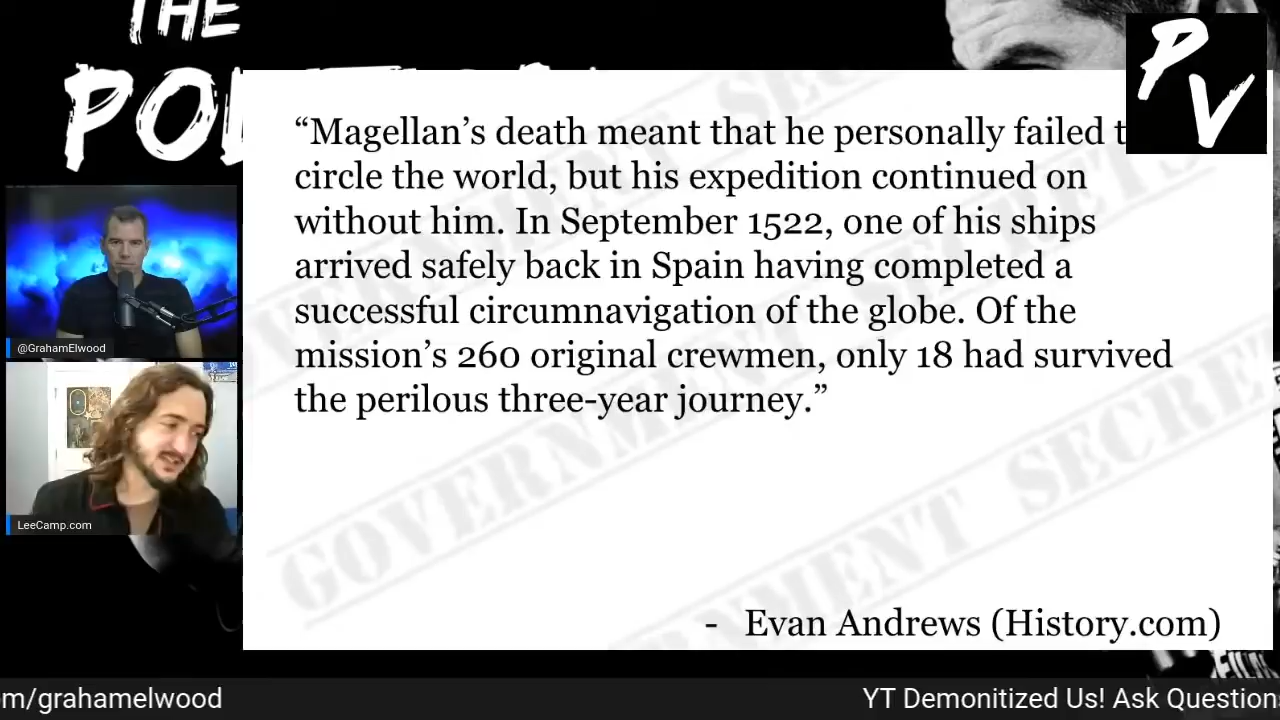 THE
“Magellan’s death meant that he personally failed t
circle the world, but his expedition continued on
without him. In September 1522, one of his ships
arrived safely back in Spain having completed a
successful circumnavigation of the globe. Of the
mission’s 260 original crewmen, only 18 had survived
the perilous three-year journey.”
- Evan Andrews (History.com)
GOVERNMENT SECRETS
PV
@GrahamElwood
LeeCamp.com
om/grahamelwood
YT Demonitized Us! Ask Question